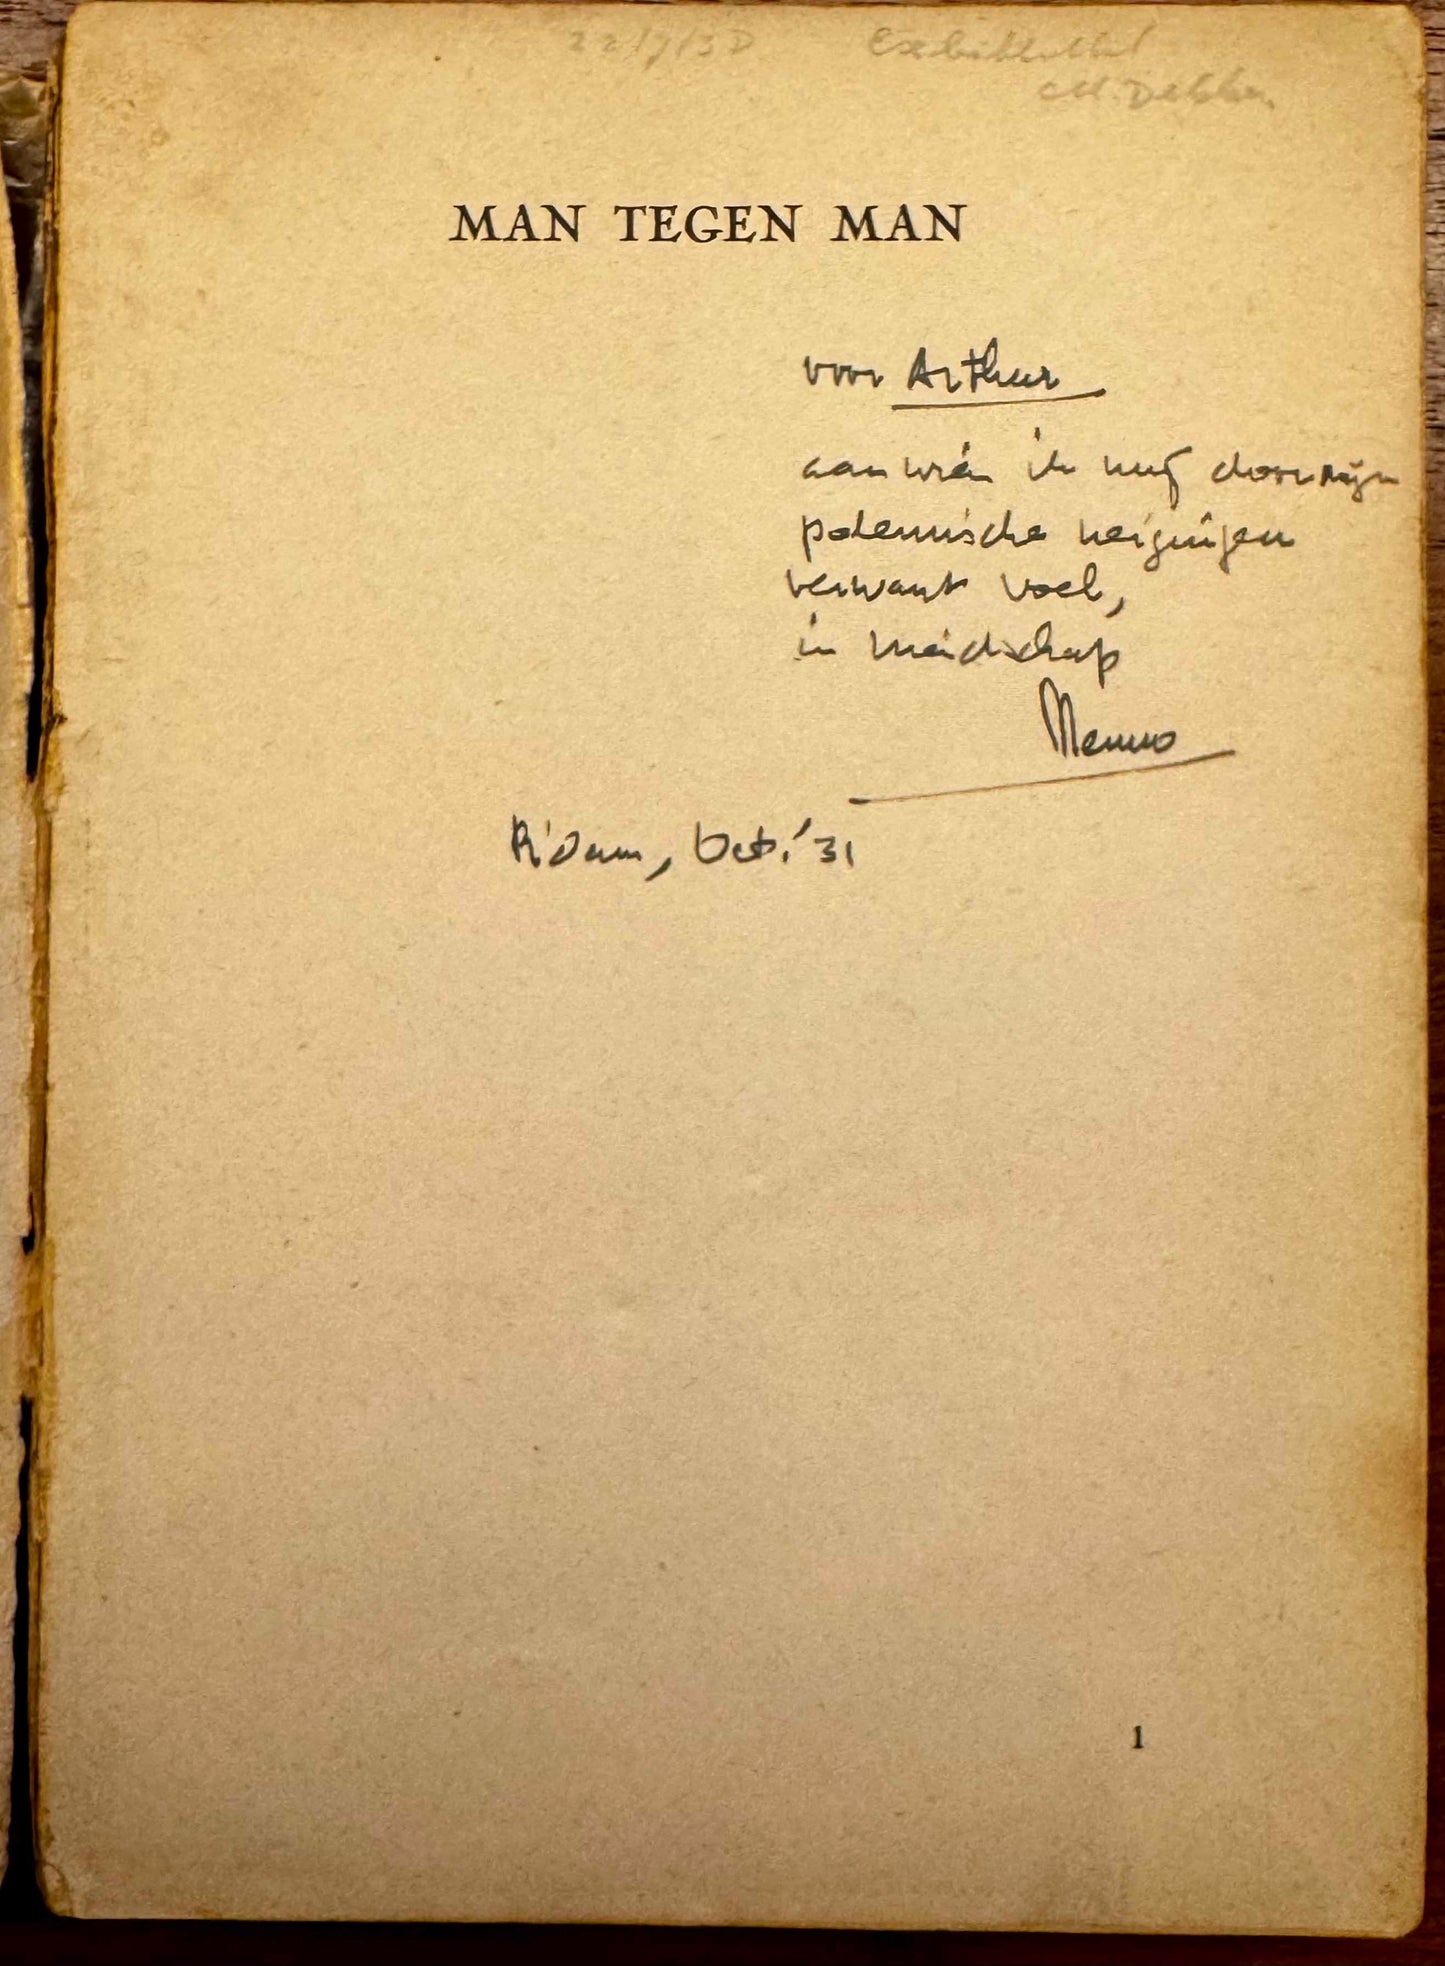 MAN TEGEN MAN
voor Arthur
aan wien ik mij door mijn
polemische neigingen
verwant voel,
in vriendschap
Menno
R'dam, Oct. '31
1